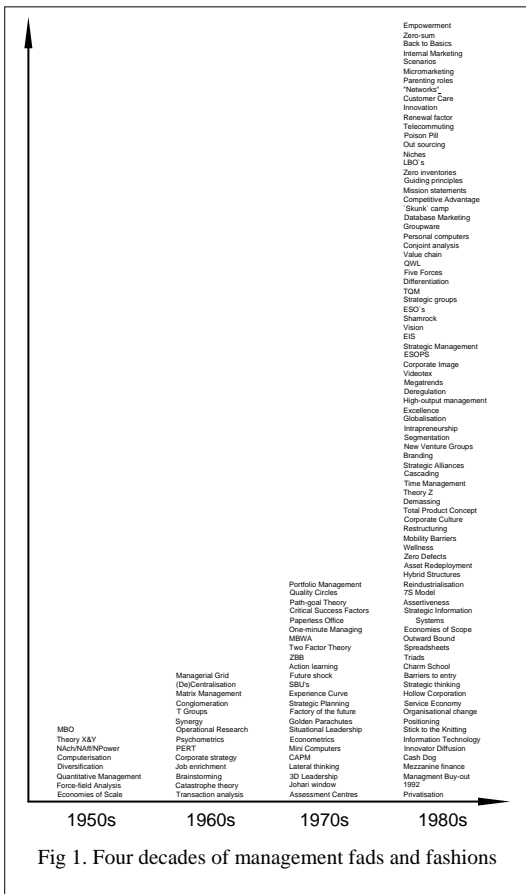 MBO
Theory X&Y
NAch/NAff/NPower
Computerisation
Diversification
Quantitative Management
Force-field Analysis
Economies of Scale
Managerial Grid
(De)Centralisation
Matrix Management
Conglomeration
T Groups
Synergy
Operational Research
Psychometrics
PERT
Corporate strategy
Job enrichment
Brainstorming
Catastrophe theory
Transaction analysis
Portfolio Management
Quality Circles
Path-goal Theory
Critical Success Factors
Paperless Office
One-minute Managing
MBWA
Two Factor Theory
ZBB
Action learning
Future shock
SBU's
Experience Curve
Strategic Planning
Factory of the future
Golden Parachutes
Situational Leadership
Econometrics
Mini Computers
CAPM
Lateral thinking
3D Leadership
Johari window
Assessment Centres
Empowerment
Zero-sum
Back to Basics
Internal Marketing
Scenarios
Micromarketing
Parenting roles
"Networks"
Customer Care
Innovation
Renewal factor
Telecommuting
Poison Pill
Out sourcing
Niches
LBO`s
Zero inventories
Guiding principles
Mission statements
Competitive Advantage
`Skunk` camp
Database Marketing
Groupware
Personal computers
Conjoint analysis
Value chain
QWL
Five Forces
Differentiation
TQM
Strategic groups
ESO`s
Shamrock
Vision
EIS
Strategic Management
ESOPS
Corporate Image
Videotex
Megatrends
Deregulation
High-output management
Excellence
Globalisation
Intrapreneurship
Segmentation
New Venture Groups
Branding
Strategic Alliances
Cascading
Time Management
Theory Z
Demassing
Total Product Concept
Corporate Culture
Restructuring
Mobility Barriers
Wellness
Zero Defects
Asset Redeployment
Hybrid Structures
Reindustrialisation
7S Model
Assertiveness
Strategic Information
Systems
Economies of Scope
Outward Bound
Spreadsheets
Triads
Charm School
Barriers to entry
Strategic thinking
Hollow Corporation
Service Economy
Organisational change
Positioning
Stick to the Knitting
Information Technology
Innovator Diffusion
Cash Dog
Mezzanine finance
Managment Buy-out
1992
Privatisation
1950s 1960s 1970s 1980s
Fig 1. Four decades of management fads and fashions